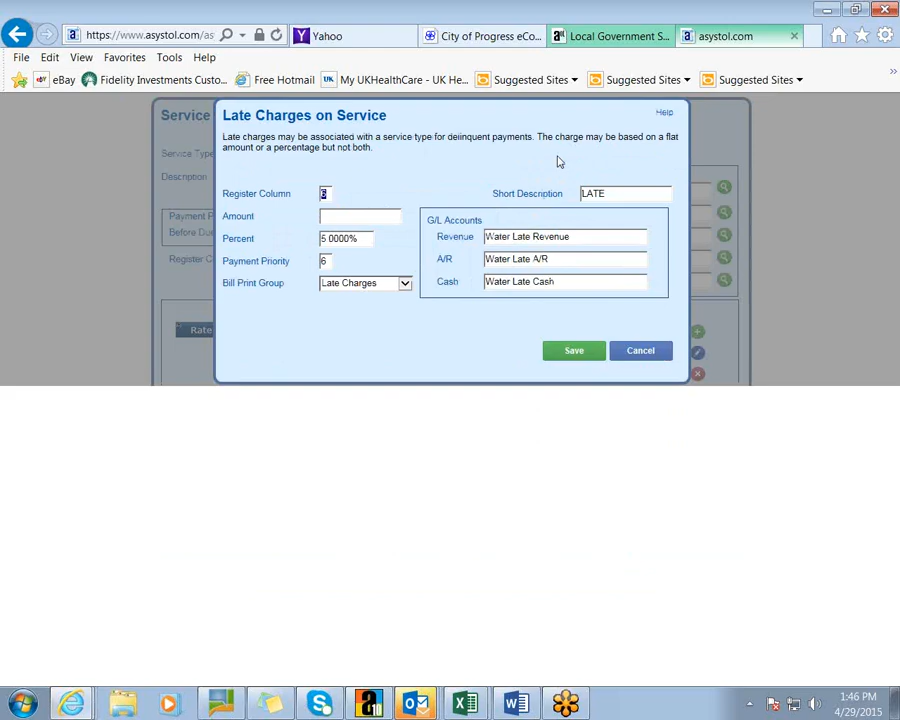 https://www.asystol.com/as
Yahoo
City of Progress eCo...
Local Government S...
asystol.com
File Edit View Favorites Tools Help
eBay
Fidelity Investments Custo...
Free Hotmail
My UKHealthCare - UK He...
Suggested Sites
Suggested Sites
Suggested Sites
Service
Late Charges on Service
Help
Late charges may be associated with a service type for delinquent payments. The charge may be based on a flat
amount or a percentage but not both.
Service Type
Description
Payment P
Before Due
Register C
Rate
Register Column 6
Short Description LATE
Amount
G/L Accounts
Percent 5.0000%
Revenue Water Late Revenue
Payment Priority 6
A/R Water Late A/R
Bill Print Group Late Charges
Cash Water Late Cash
Save Cancel
1:46 PM
4/29/2015